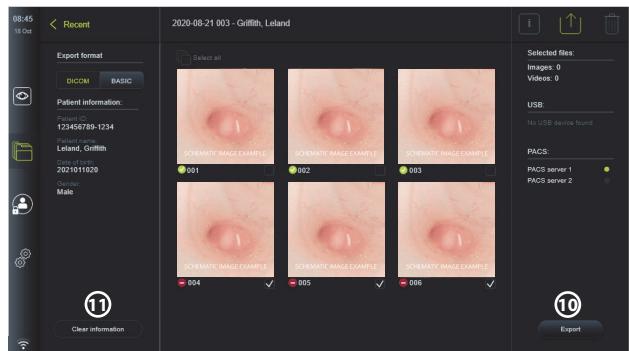 08:45
18 Oct
Recent
2020-08-21 003 - Griffith, Leland
i
Export format
DICOM
BASIC
Patient information:
Patient ID:
123456789-1234
Patient name:
Leland, Griffith
Date of birth:
2021011020
Gender:
Male
11
Clear information
Select all
SCHEMATIC IMAGE EXAMPLE
SCHEMATIC IMAGE EXAMPLE
SCHEMATIC IMAGE EXAMPLE
001
002
003
SCHEMATIC IMAGE EXAMPLE
SCHEMATIC IMAGE EXAMPLE
SCHEMATIC IMAGE EXAMPLE
004
005
006
Selected files:
Images: 0
Videos: 0
USB:
No USB device found
PACS:
PACS server 1
PACS server 2
10
Export